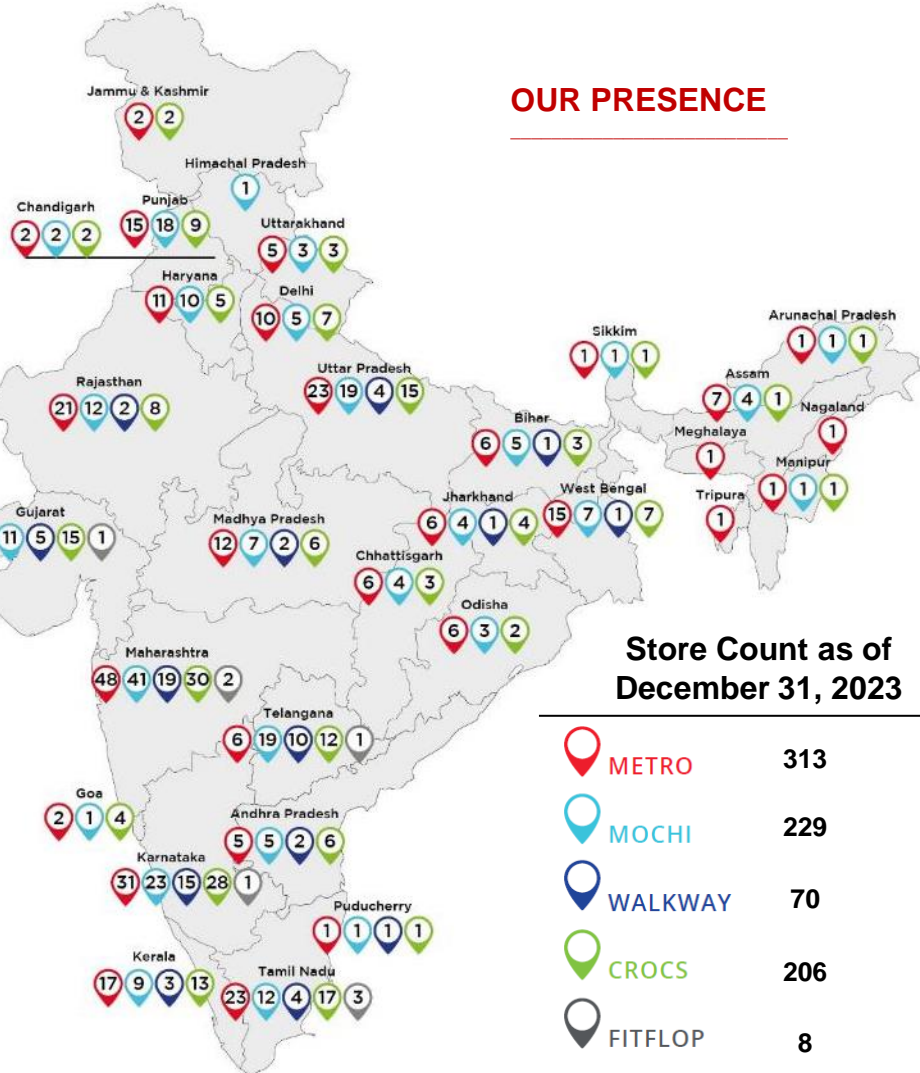 OUR PRESENCE
Jammu & Kashmir
2 2
Himachal Pradesh
1
Chandigarh
2 2 2
Punjab
15 18 9
Uttarakhand
5 3 3
Haryana
11 10 5
Delhi
10 5 7
Sikkim
1 1 1
Arunachal Pradesh
1 1 1
Rajasthan
21 12 2 8
Uttar Pradesh
23 19 4 15
Assam
7 4 1
Nagaland
1
Bihar
6 5 1 3
Meghalaya
1
Manipur
1 1 1
Gujarat
11 5 15 1
Madhya Pradesh
12 7 2 6
Jharkhand
6 4 1 4
West Bengal
15 7 1 7
Tripura
1
Chhattisgarh
6 4 3
Odisha
6 3 2
Maharashtra
48 41 19 30 2
Telangana
6 19 10 12 1
Goa
2 1 4
Andhra Pradesh
5 5 2 6
Karnataka
31 23 15 28 1
Puducherry
1 1 1 1
Kerala
17 9 3 13
Tamil Nadu
23 12 4 17 3
Store Count as of
December 31, 2023
METRO 313
MOCHI 229
WALKWAY 70
CROCS 206
FITFLOP 8